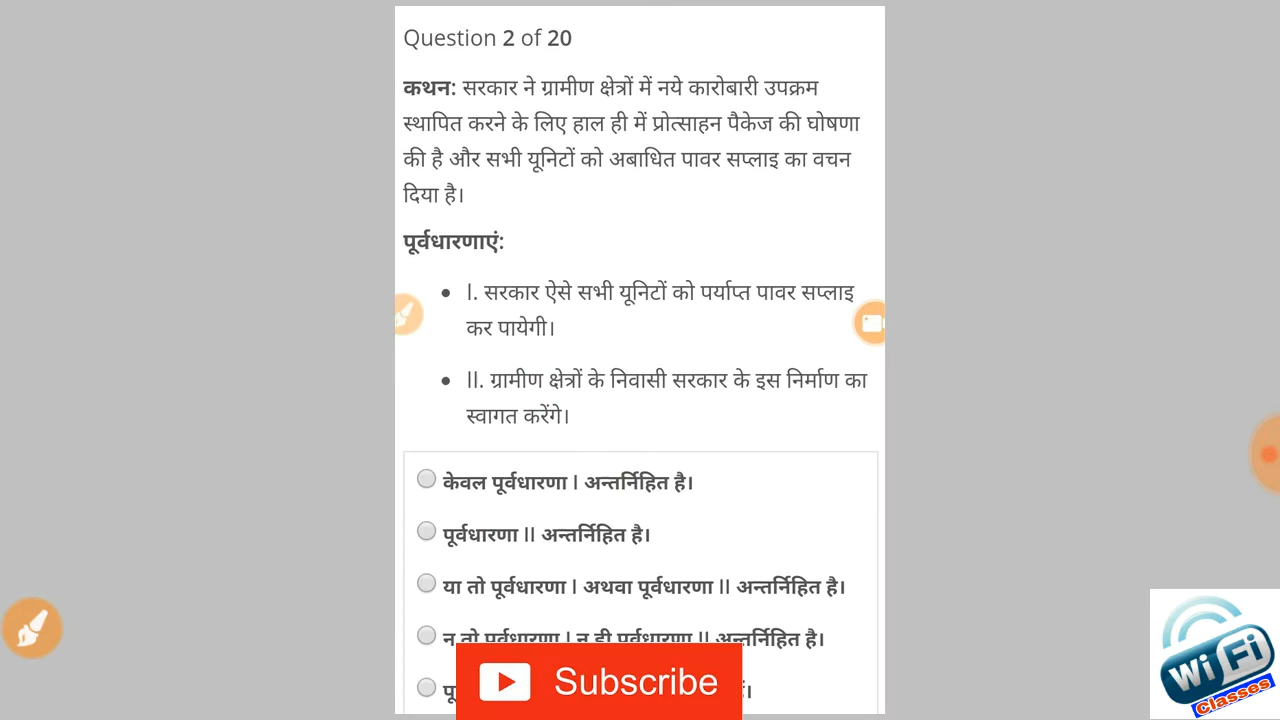 Question 2 of 20
कथन: सरकार ने ग्रामीण क्षेत्रों में नये कारोबारी उपक्रम
स्थापित करने के लिए हाल ही में प्रोत्साहन पैकेज की घोषणा
की है और सभी यूनिटों को अबाधित पावर सप्लाइ का वचन
दिया है।
पूर्वधारणाएं:
I. सरकार ऐसे सभी यूनिटों को पर्याप्त पावर सप्लाइ
कर पायेगी।
II. ग्रामीण क्षेत्रों के निवासी सरकार के इस निर्माण का
स्वागत करेंगे।
केवल पूर्वधारणा I अन्तर्निहित है।
पूर्वधारणा II अन्तर्निहित है।
या तो पूर्वधारणा I अथवा पूर्वधारणा II अन्तर्निहित है।
न तो पूर्वधारणा I न ही पूर्वधारणा II अन्तर्निहित है।
Subscribe
WiFi
Classes